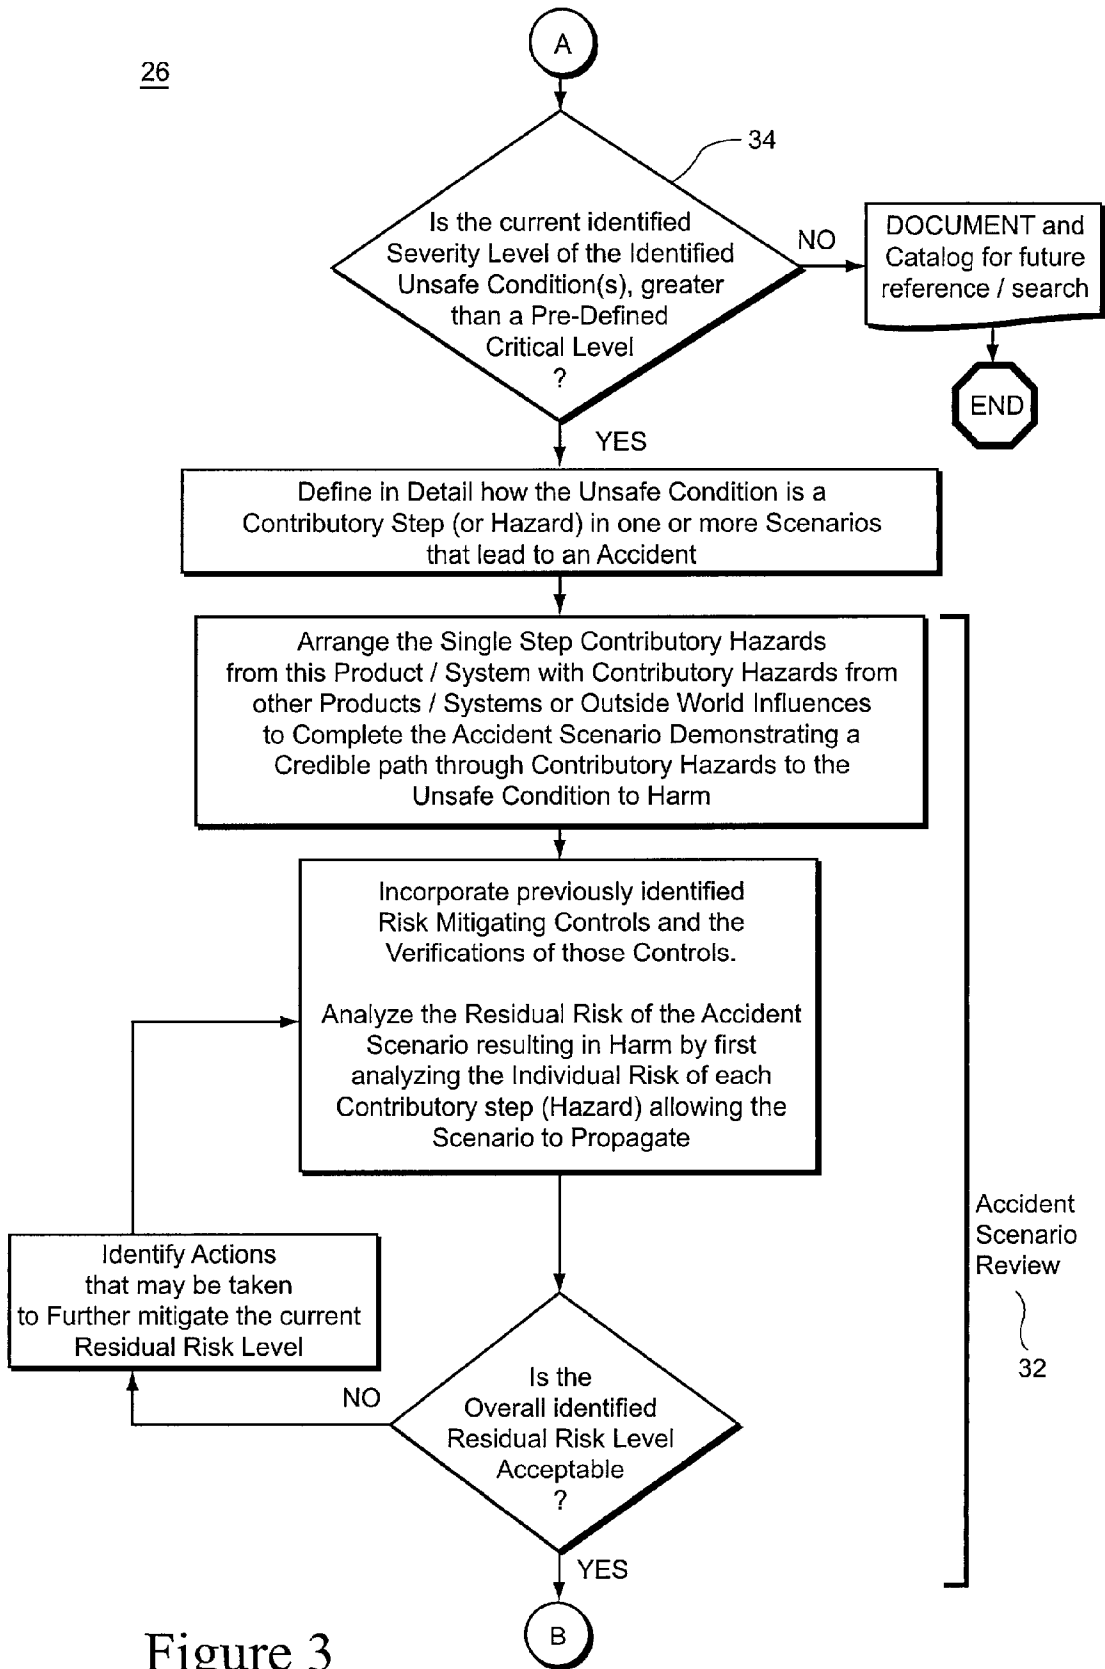 26
A
34
Is the current identified
Severity Level of the Identified
Unsafe Condition(s), greater
than a Pre-Defined
Critical Level
?
NO
DOCUMENT and
Catalog for future
reference / search
END
YES
Define in Detail how the Unsafe Condition is a
Contributory Step (or Hazard) in one or more Scenarios
that lead to an Accident
Arrange the Single Step Contributory Hazards
from this Product / System with Contributory Hazards from
other Products / Systems or Outside World Influences
to Complete the Accident Scenario Demonstrating a
Credible path through Contributory Hazards to the
Unsafe Condition to Harm
Incorporate previously identified
Risk Mitigating Controls and the
Verifications of those Controls.
Analyze the Residual Risk of the Accident
Scenario resulting in Harm by first
analyzing the Individual Risk of each
Contributory step (Hazard) allowing the
Scenario to Propagate
Accident
Scenario
Review
32
Identify Actions
that may be taken
to Further mitigate the current
Residual Risk Level
NO
Is the
Overall identified
Residual Risk Level
Acceptable
?
YES
B
Figure 3